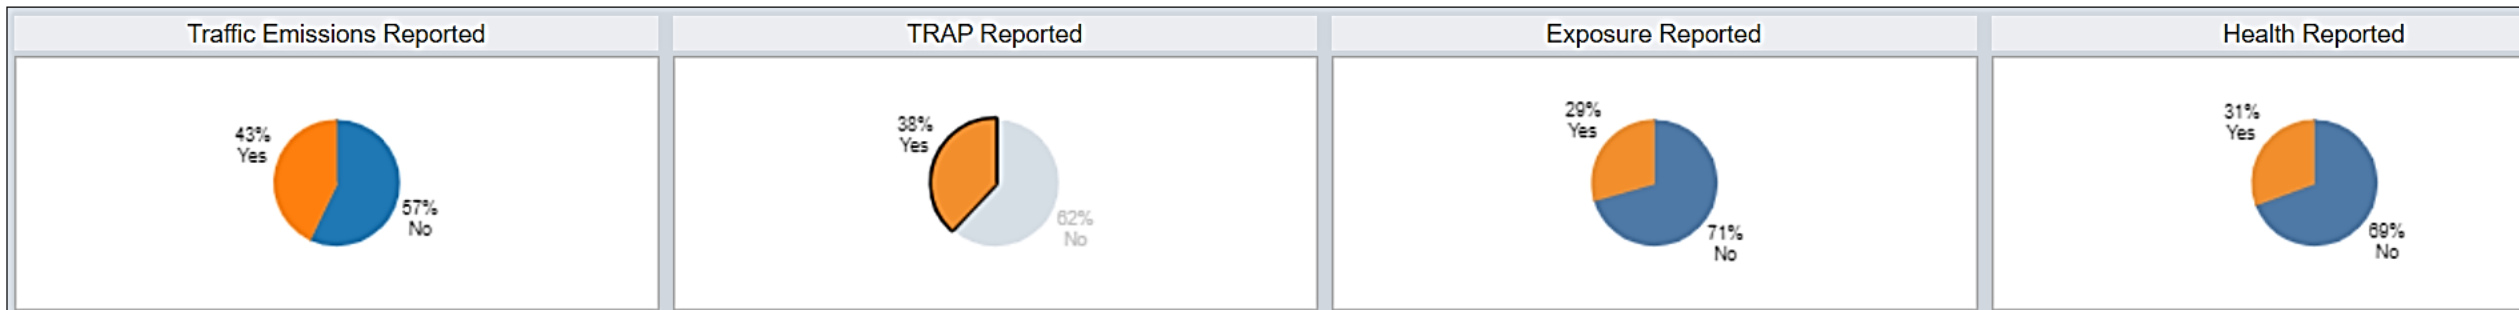 Traffic Emissions Reported
TRAP Reported
Exposure Reported
Health Reported
43%
Yes
57%
No
38%
Yes
62%
No
29%
Yes
71%
No
31%
Yes
69%
No